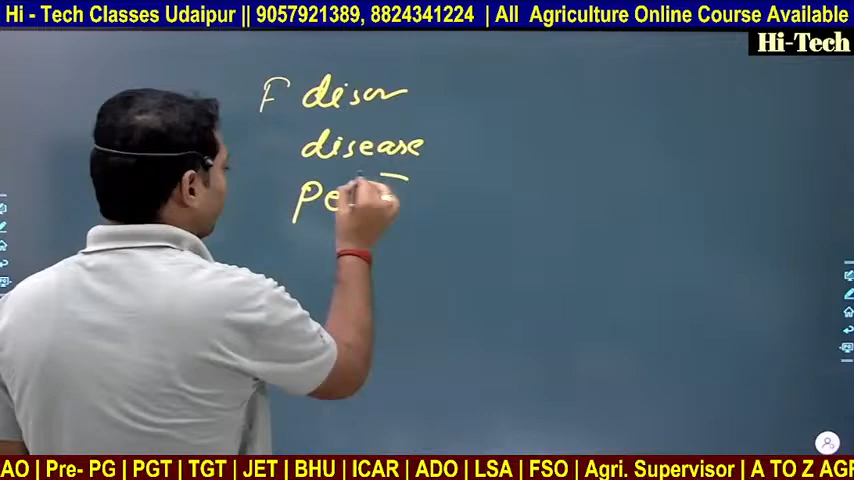 Hi - Tech Classes Udaipur || 9057921389, 8824341224 | All Agriculture Online Course Available
Hi-Tech
F disor
disease
Pe
AO | Pre- PG | PGT | TGT | JET | BHU | ICAR | ADO | LSA | FSO | Agri. Supervisor | A TO Z AGR